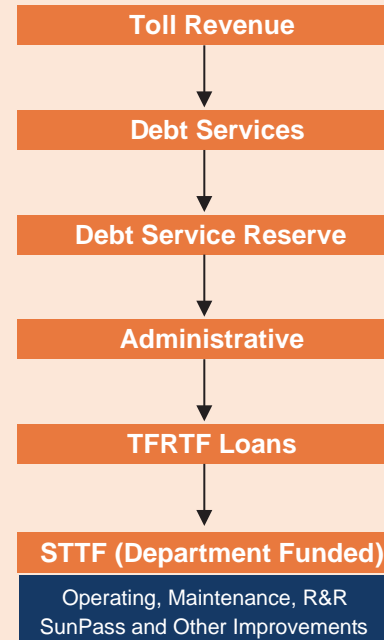 Toll Revenue
Debt Services
Debt Service Reserve
Administrative
TFRTF Loans
STTF (Department Funded)
Operating, Maintenance, R&R
SunPass and Other Improvements